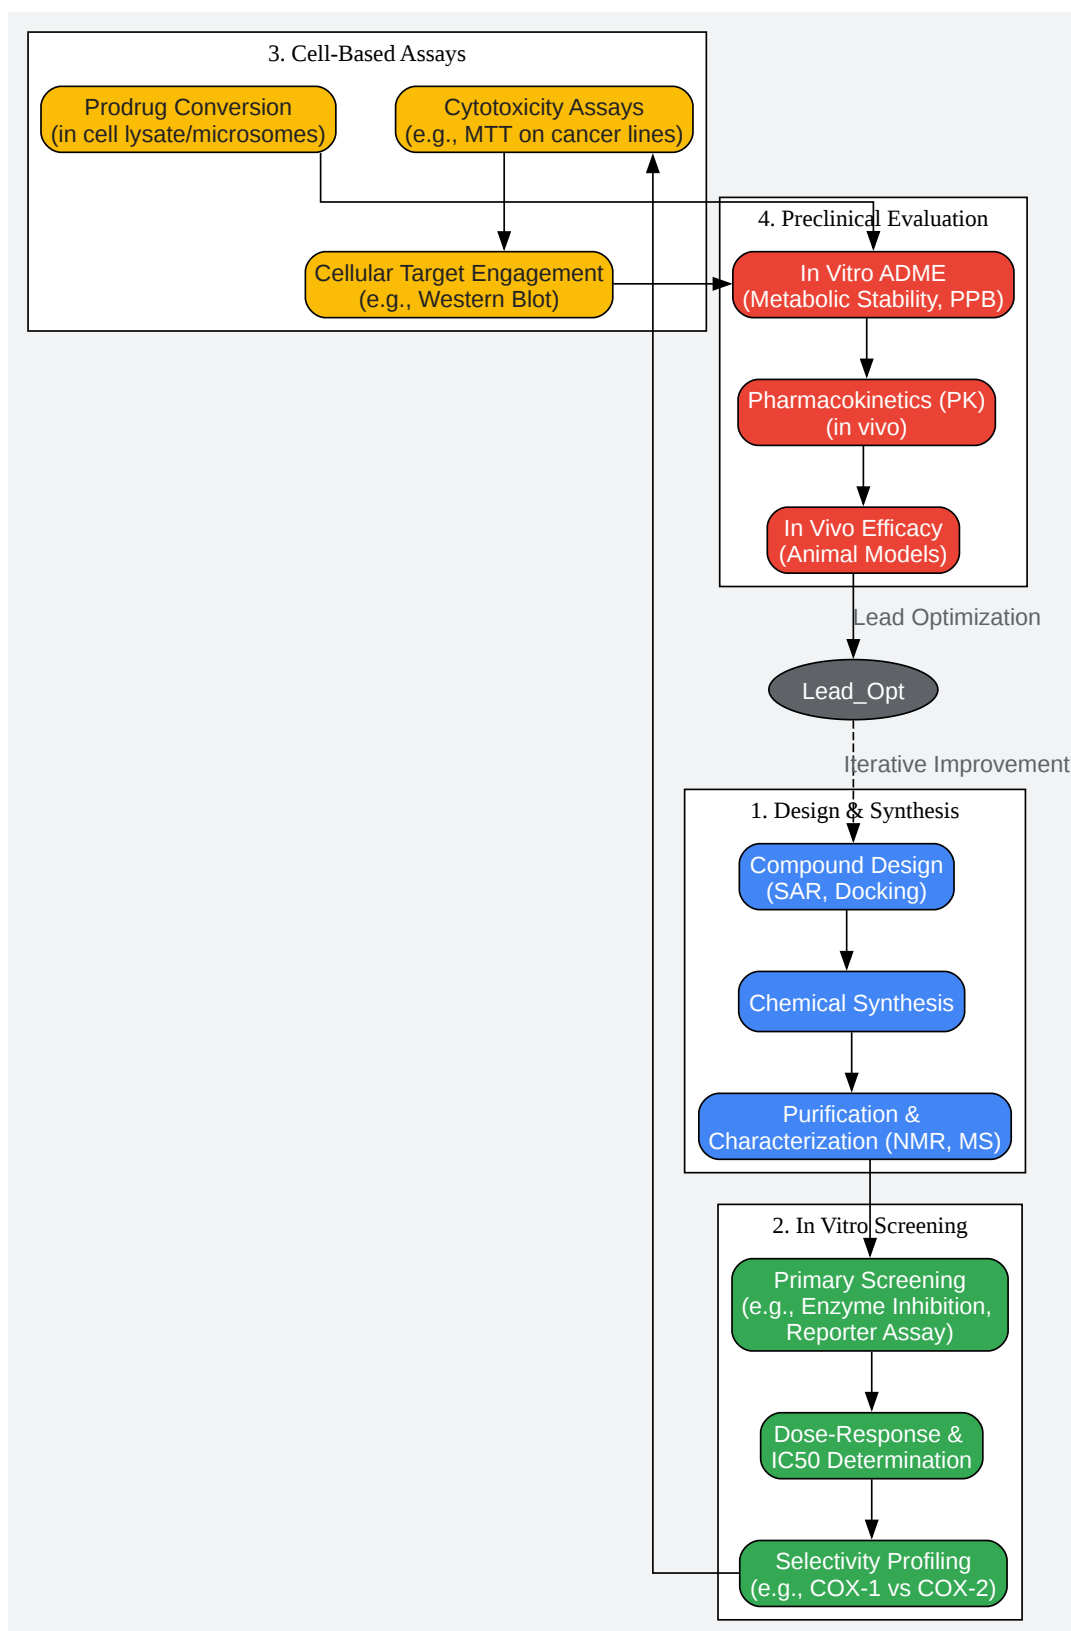 3. Cell-Based Assays
Prodrug Conversion
(in cell lysate/microsomes)
Cytotoxicity Assays
(e.g., MTT on cancer lines)
Cellular Target Engagement
(e.g., Western Blot)
4. Preclinical Evaluation
In Vitro ADME
(Metabolic Stability, PPB)
Pharmacokinetics (PK)
(in vivo)
In Vivo Efficacy
(Animal Models)
Lead Optimization
Lead_Opt
Iterative Improvement
1. Design & Synthesis
Compound Design
(SAR, Docking)
Chemical Synthesis
Purification &
Characterization (NMR, MS)
2. In Vitro Screening
Primary Screening
(e.g., Enzyme Inhibition,
Reporter Assay)
Dose-Response &
IC50 Determination
Selectivity Profiling
(e.g., COX-1 vs COX-2)